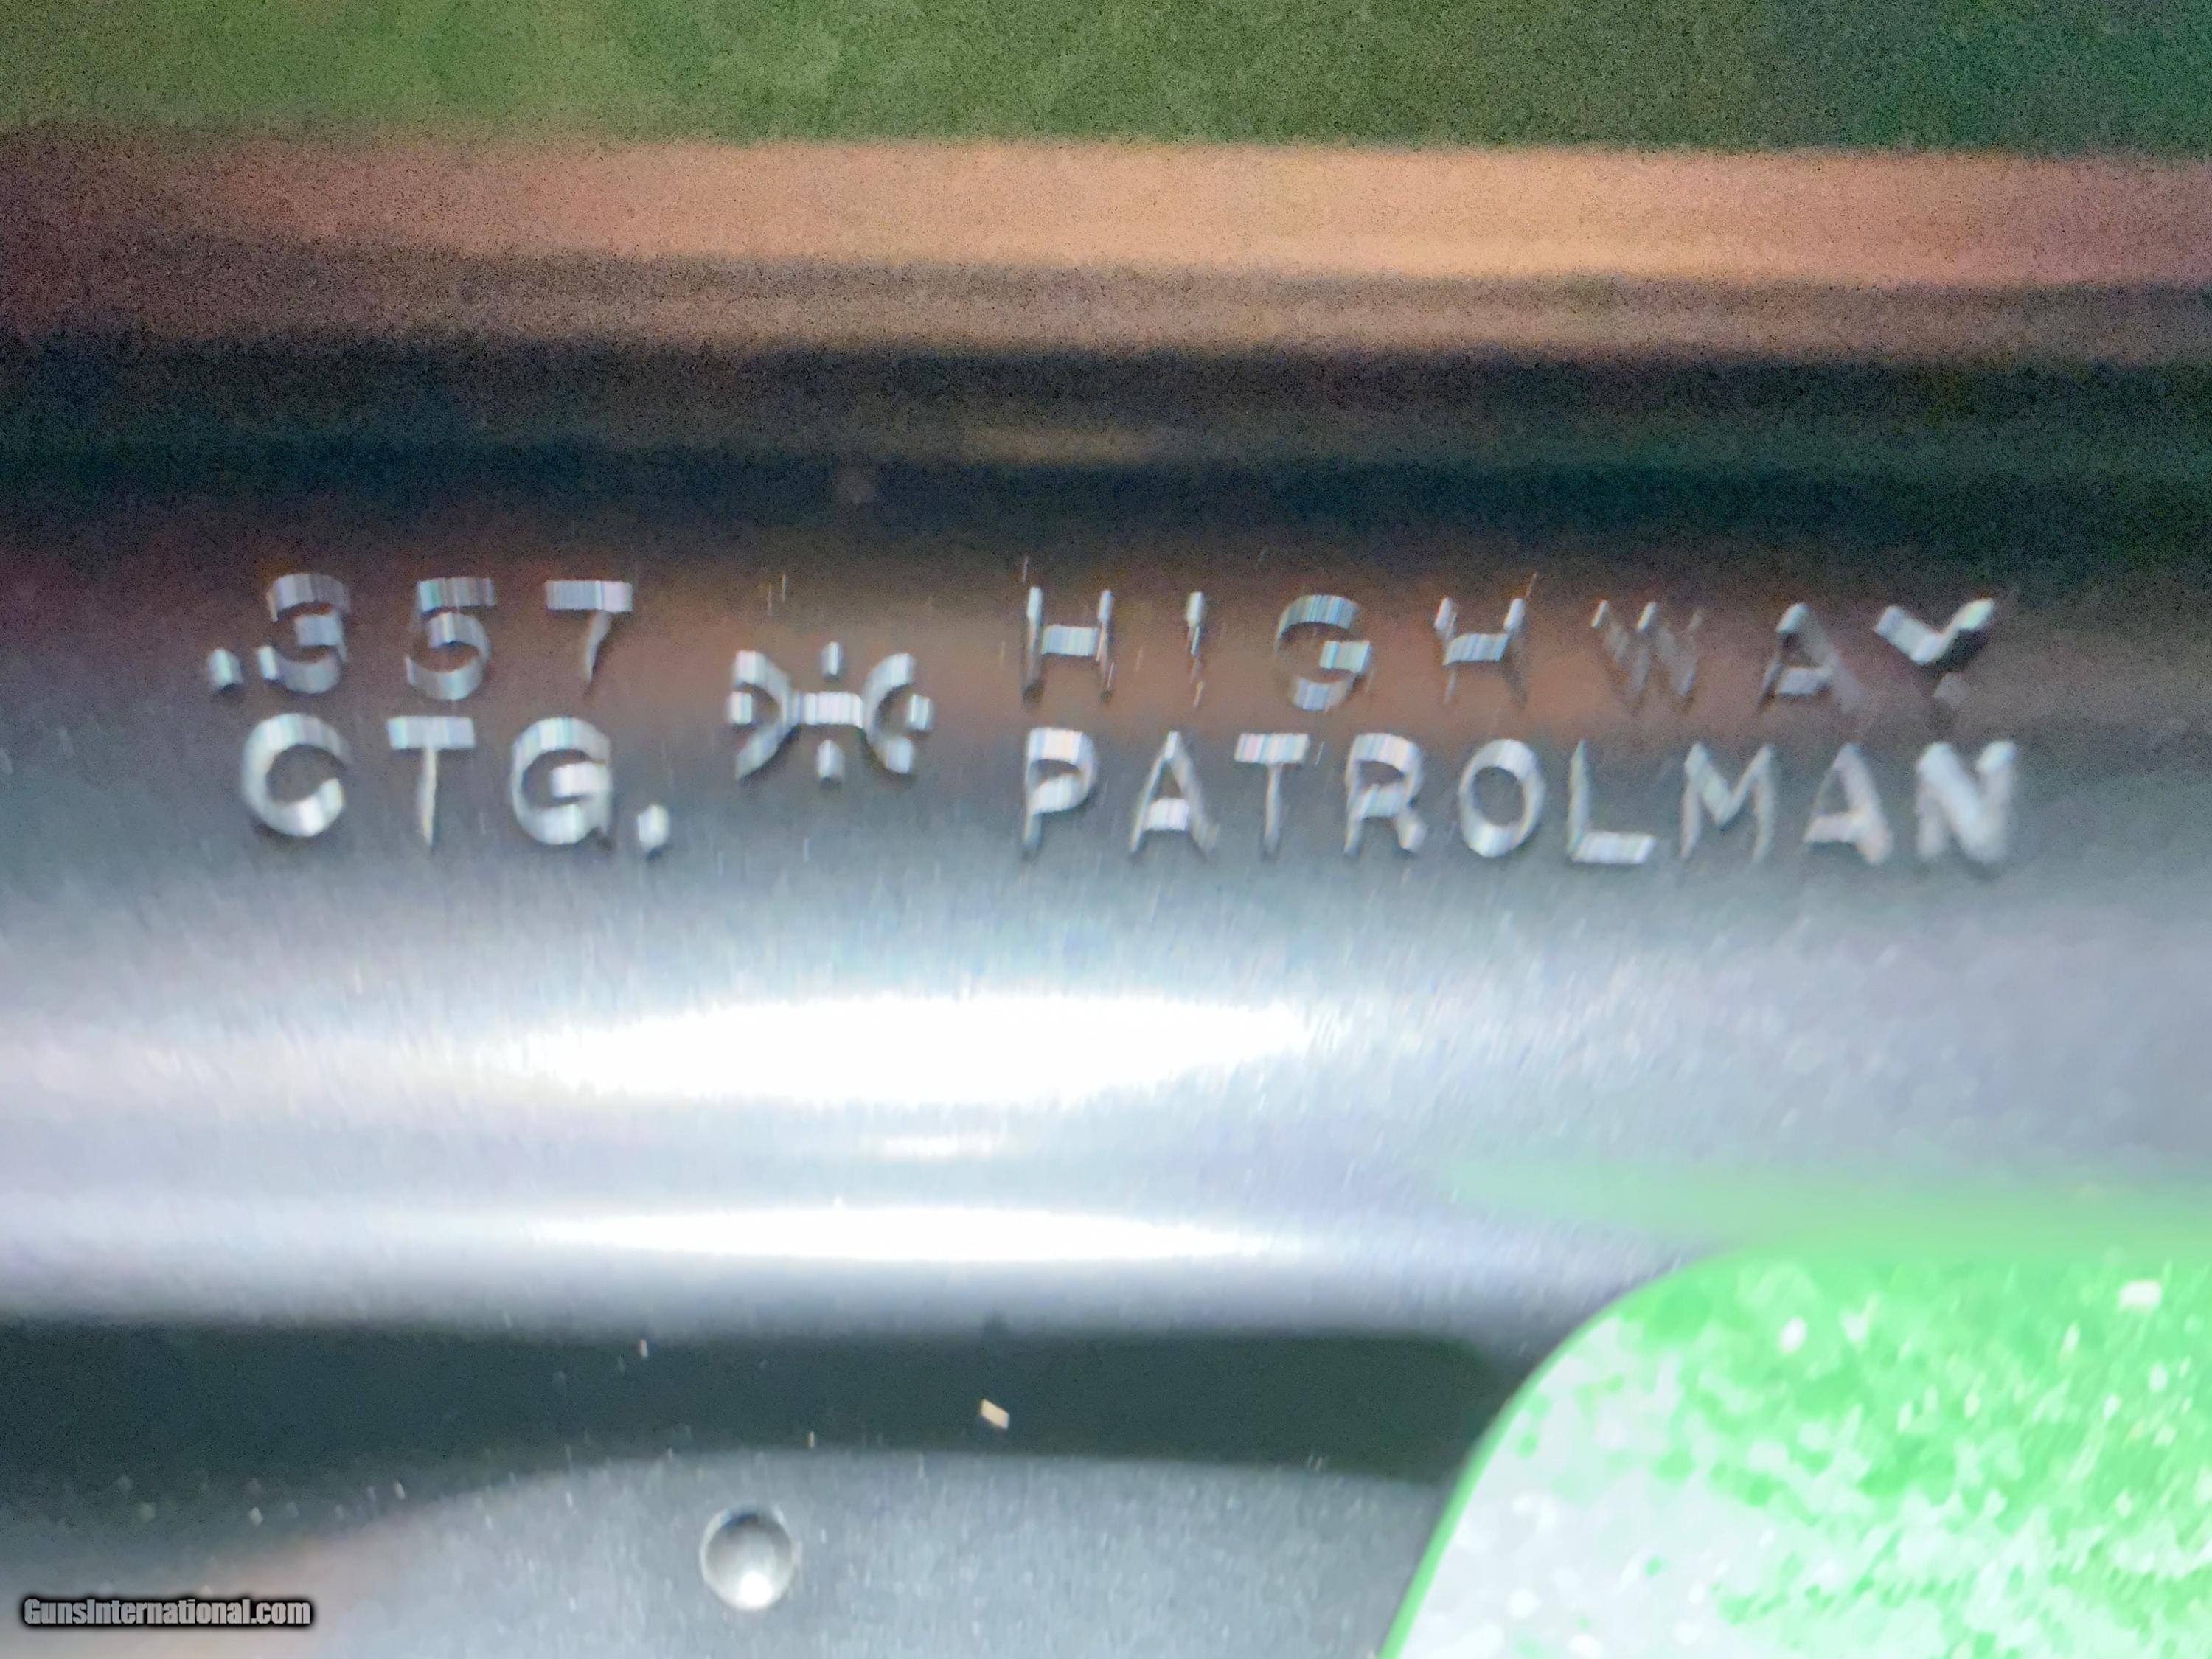 .357 HIGHWAY
CTG. PATROLMAN
GunsInternational.com